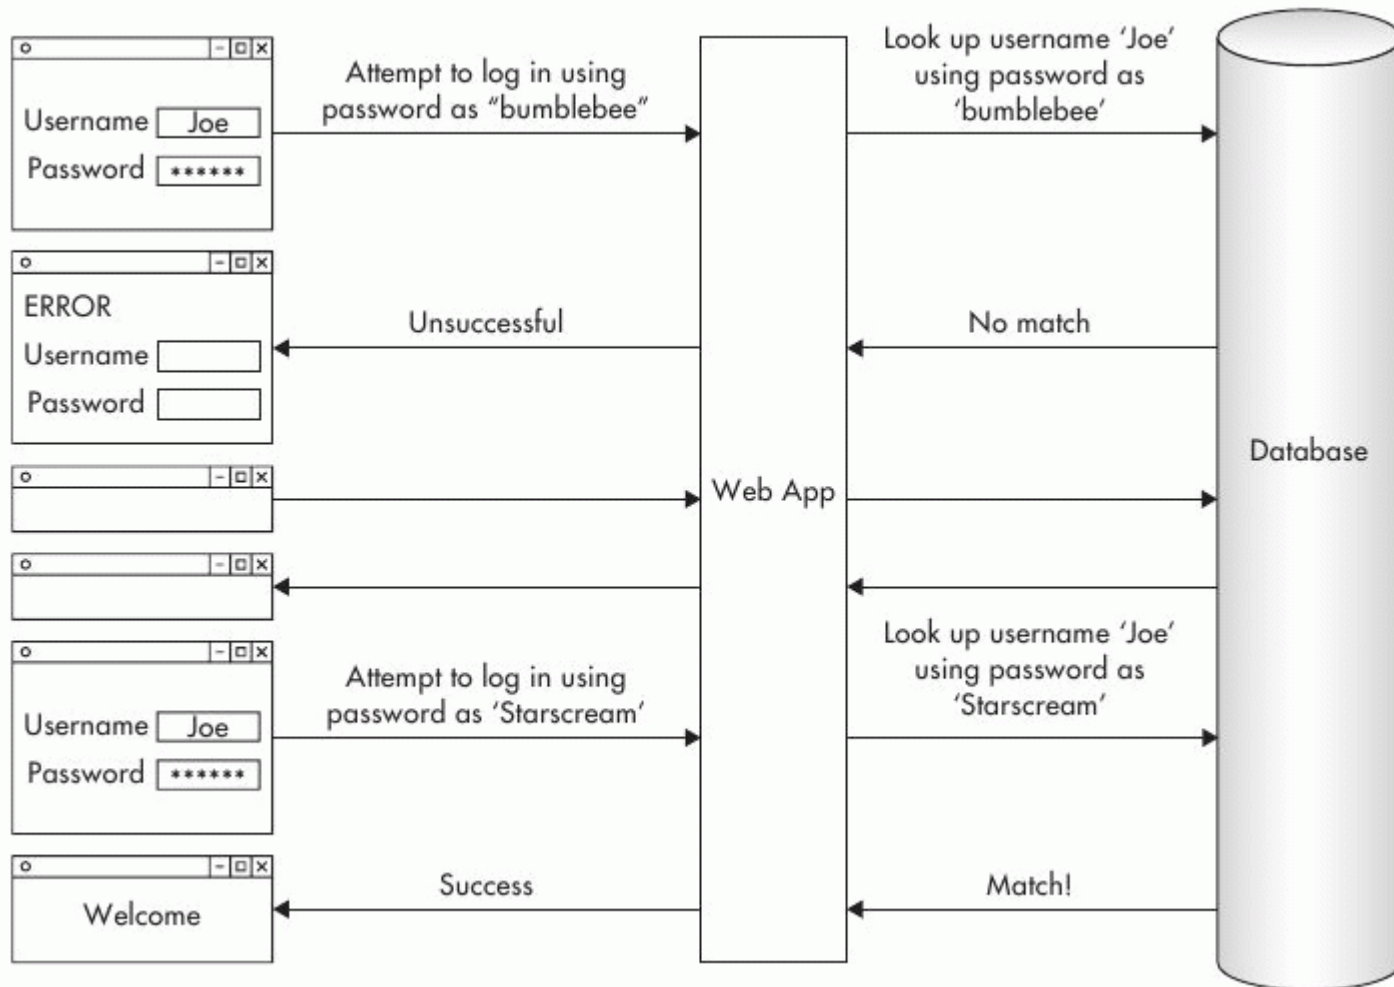 Username Joe
Password ******
Attempt to log in using
password as “bumblebee”
Look up username ‘Joe’
using password as
‘bumblebee’
ERROR
Username
Password
Unsuccessful
No match
Web App
Database
Username Joe
Password ******
Attempt to log in using
password as ‘Starscream’
Look up username ‘Joe’
using password as
‘Starscream’
Welcome
Success
Match!